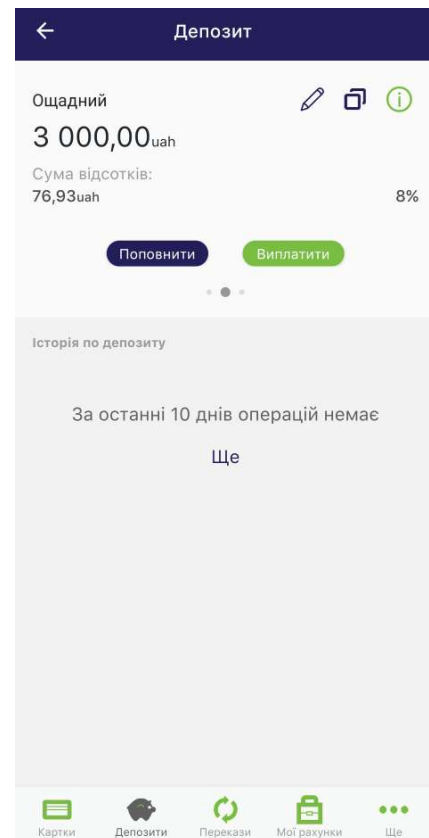 Депозит
Ощадний
3 000,00uah
Сума відсотків:
76,93uah 8%
Поповнити Виплатити
Історія по депозиту
За останні 10 днів операцій немає
Ще
Картки Депозити Перекази Мої рахунки Ще